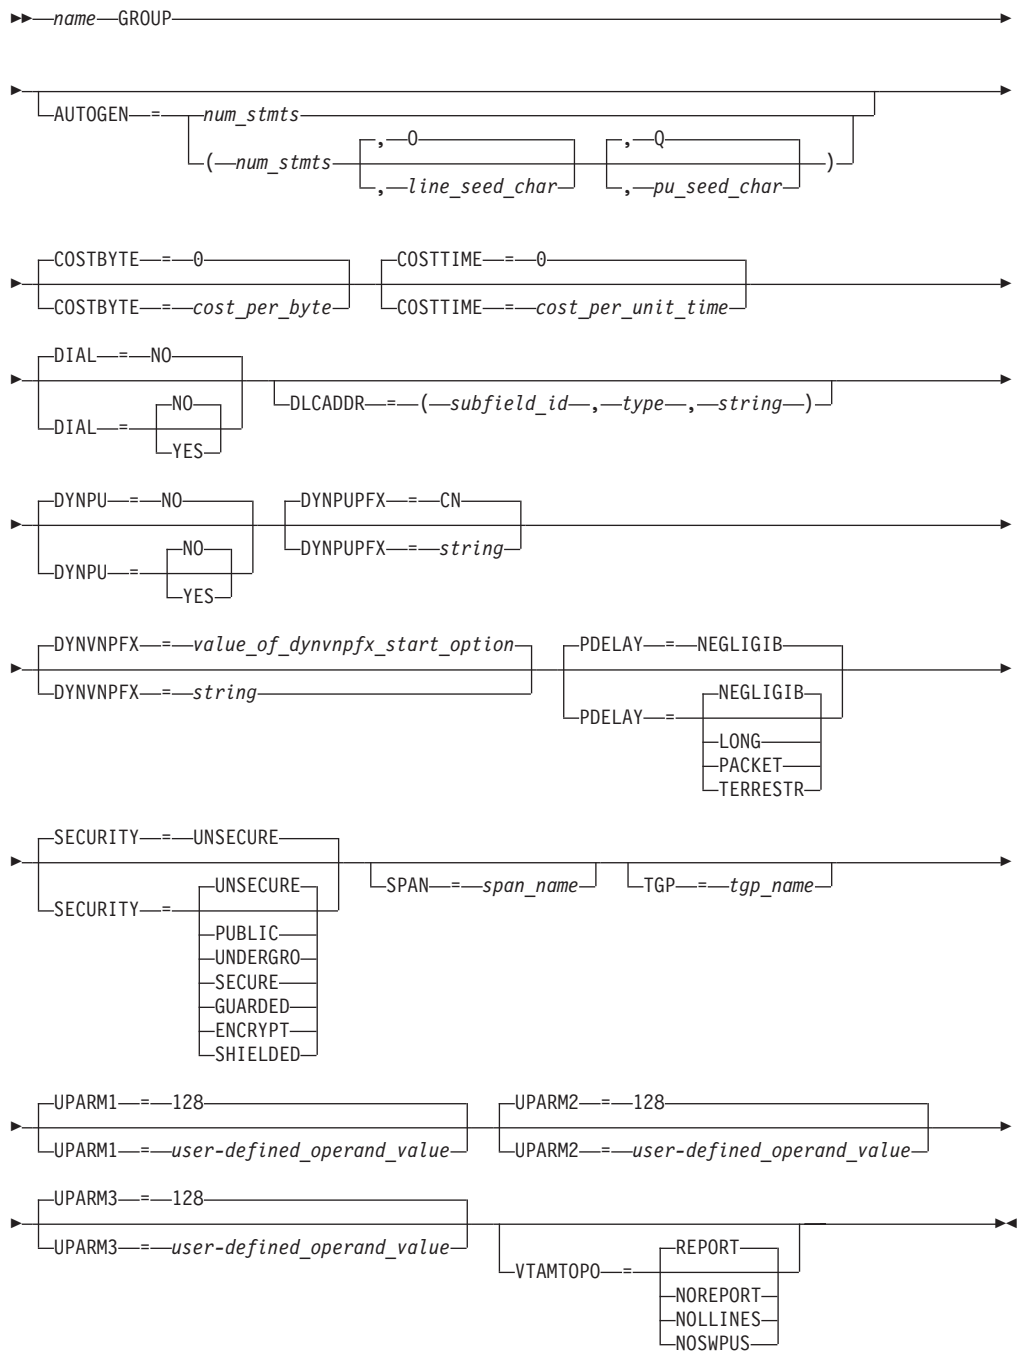 name GROUP
AUTOGEN = num_stmts
,O ,Q
( num_stmts )
, line_seed_char , pu_seed_char
COSTBYTE = 0 COSTTIME = 0
COSTBYTE = cost_per_byte COSTTIME = cost_per_unit_time
DIAL = NO
DLCADDR = ( subfield_id , type , string )
NO
DIAL =
YES
DYNPU = NO DYNPUPFX = CN
NO DYNPUPFX = string
DYNPU =
YES
DYNVNPFX = value_of_dynvnpfx_start_option PDELAY = NEGLIGIB
DYNVNPFX = string NEGLIGIB
PDELAY =
LONG
PACKET
TERRESTR
SECURITY = UNSECURE
UNSECURE SPAN = span_name TGP = tgp_name
SECURITY =
PUBLIC
UNDERGRO
SECURE
GUARDED
ENCRYPT
SHIELDED
UPARM1 = 128 UPARM2 = 128
UPARM1 = user-defined_operand_value UPARM2 = user-defined_operand_value
UPARM3 = 128
UPARM3 = user-defined_operand_value REPORT
VTAMTOPO =
NOREPORT
NOLLINES
NOSWPUS